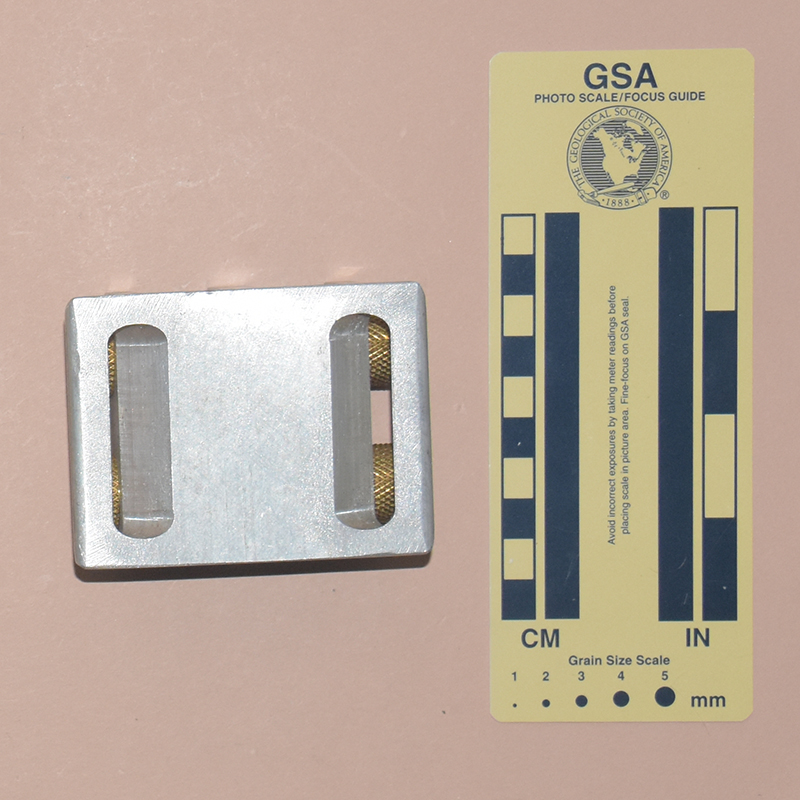 GSA
PHOTO SCALE/FOCUS GUIDE
THE GEOLOGICAL SOCIETY OF AMERICA
·1888·
®
Avoid incorrect exposures by taking meter readings before
placing scale in picture area. Fine-focus on GSA seal.
CM
IN
Grain Size Scale
1 2 3 4 5
mm